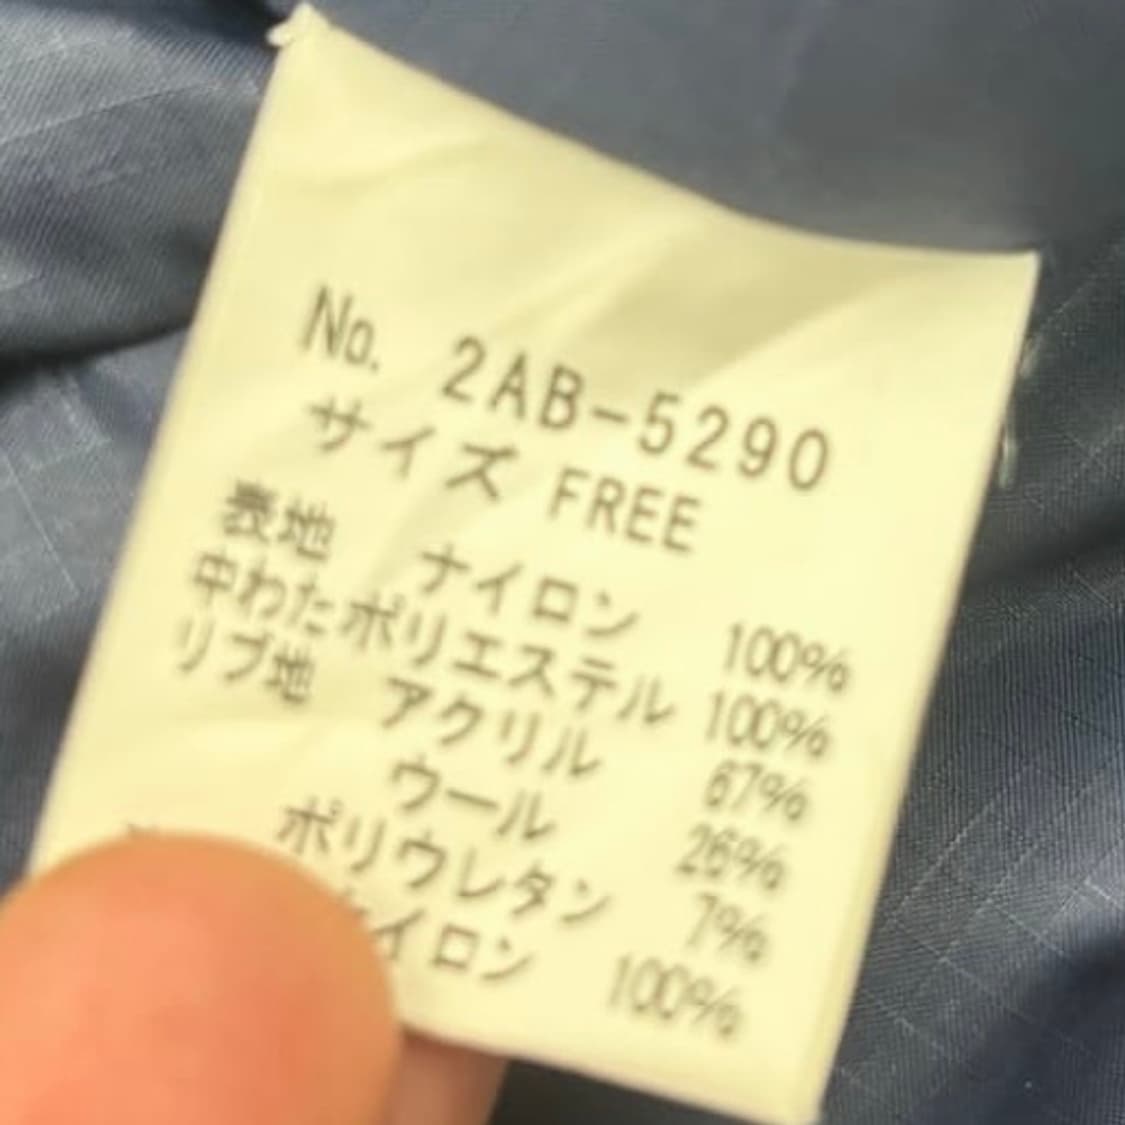 No. 2AB-5290
サイズ FREE
表地 ナイロン 100%
中わた ポリエステル 100%
リブ地 アクリル 67%
ウール 26%
ポリウレタン 7%
イロン 100%